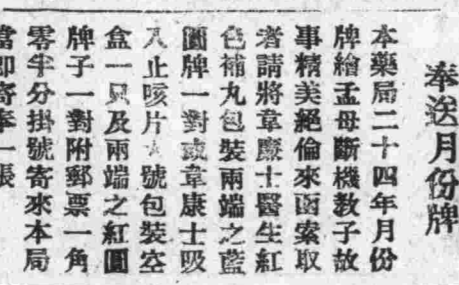 奉送月份牌
本藥局二十四年月份
牌繪孟母斷機教子故
事精美絕倫來函索取
者請將韋廉士醫生紅
色補丸包裝兩端之藍
圓牌一對或韋廉士吸
入止咳片大號包裝空
盒一只及兩端之紅圓
牌子一對附郵票一角
零半分掛號寄來本局
當即寄奉一張